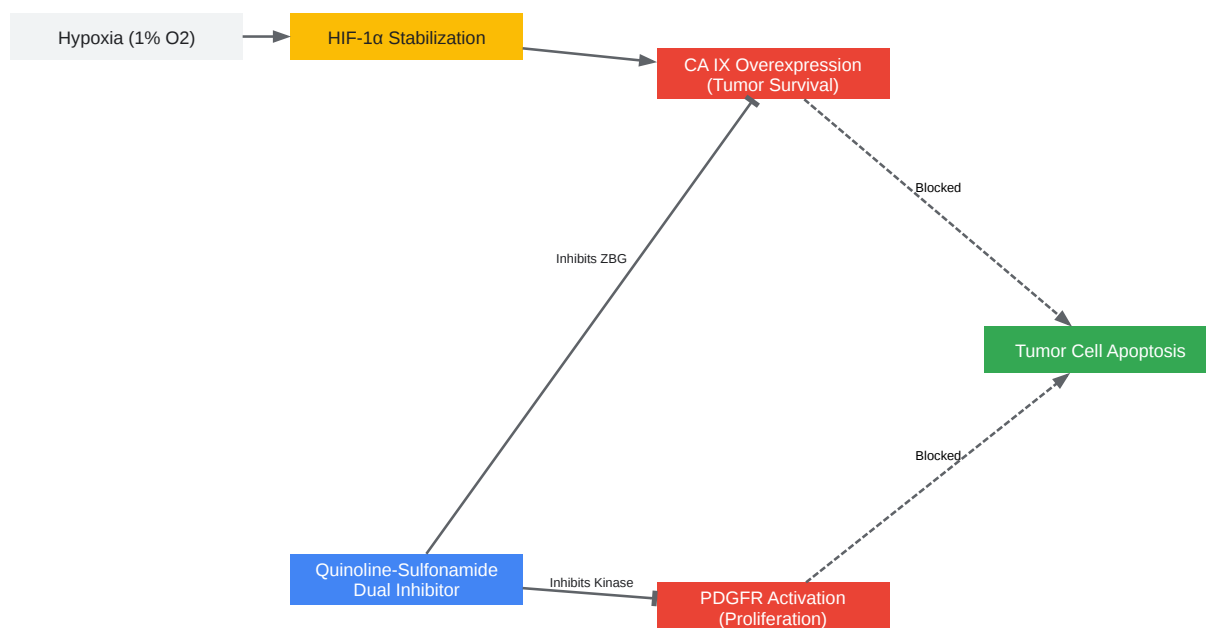 Hypoxia (1% O2)
HIF-1α Stabilization
CA IX Overexpression
(Tumor Survival)
Blocked
Inhibits ZBG
Tumor Cell Apoptosis
Blocked
Quinoline-Sulfonamide
Dual Inhibitor
Inhibits Kinase
PDGFR Activation
(Proliferation)